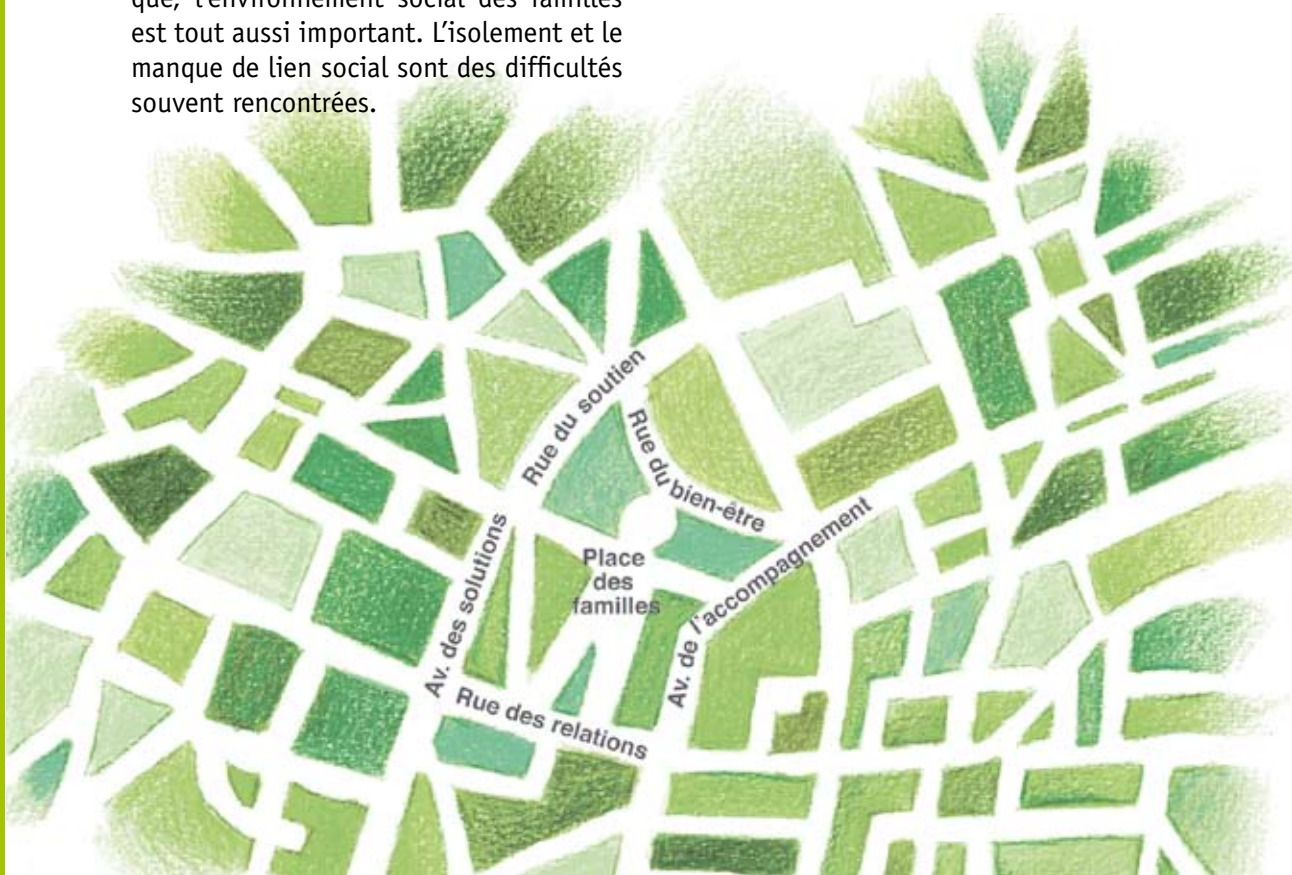 que, l'environnement social des familles
est tout aussi important. L'isolement et le
manque de lien social sont des difficultés
souvent rencontrées.
Rue du soutien
Rue du bien-être
Av. de l'accompagnement
Place
des
familles
Av. des solutions
Rue des relations